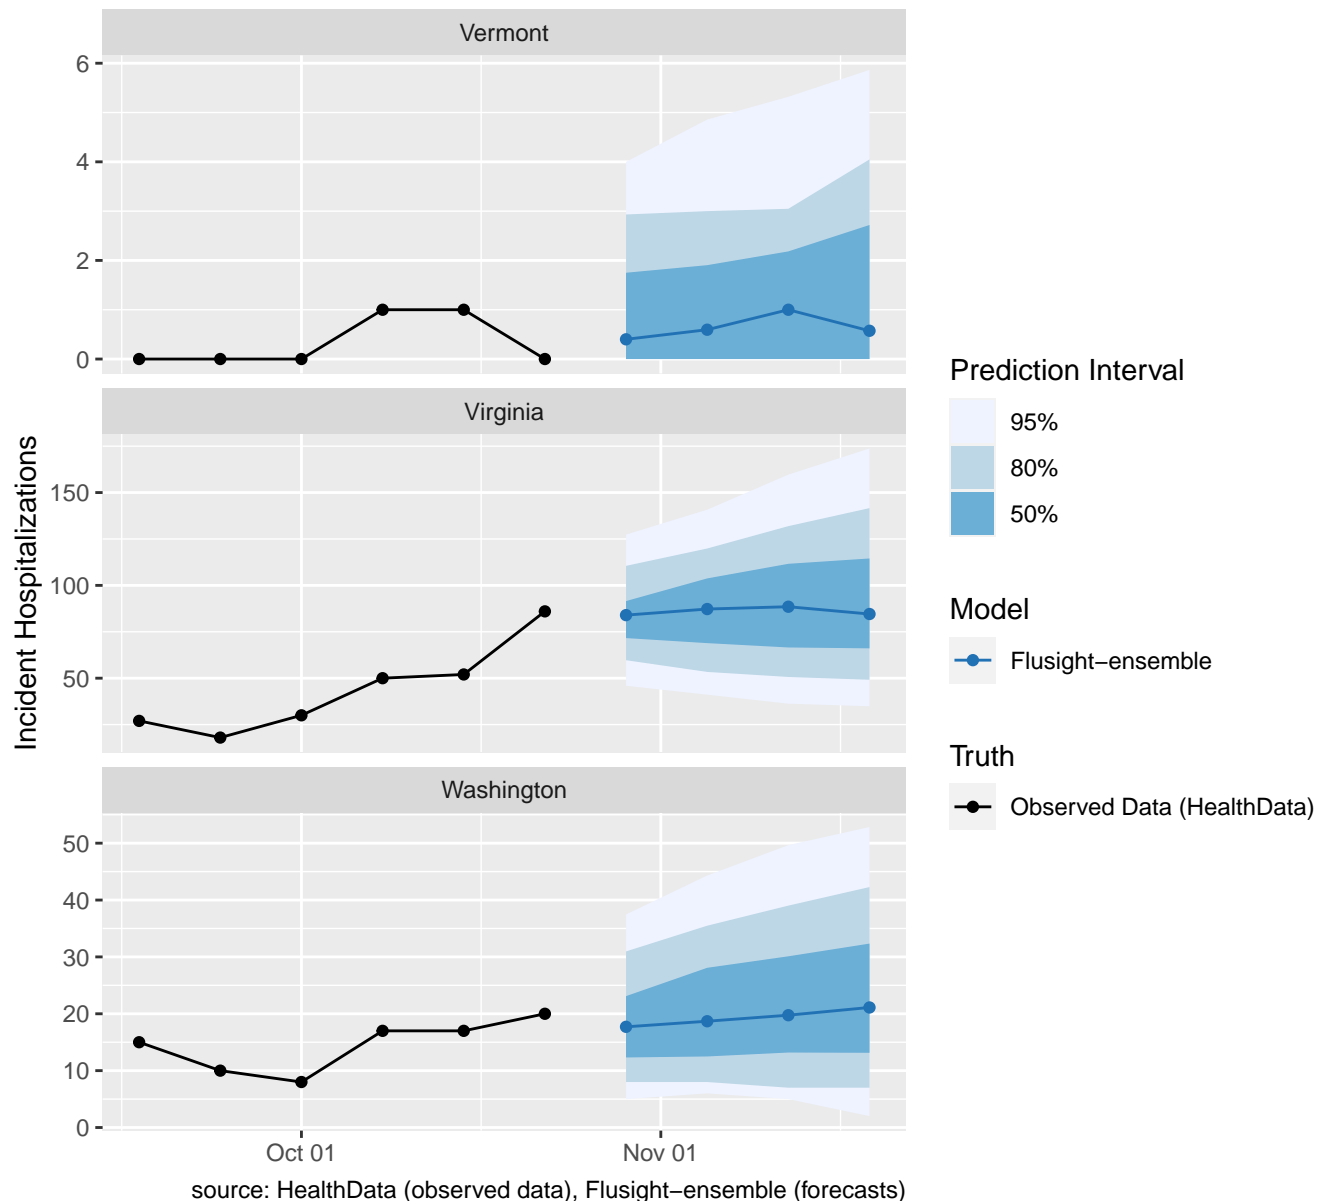 Vermont
6
4
2
0
Virginia
150
100
50
Washington
50
40
30
20
10
0
Oct 01
Nov 01
Incident Hospitalizations
source: HealthData (observed data), Flusight−ensemble (forecasts)
Prediction Interval
95%
80%
50%
Model
Flusight−ensemble
Truth
Observed Data (HealthData)